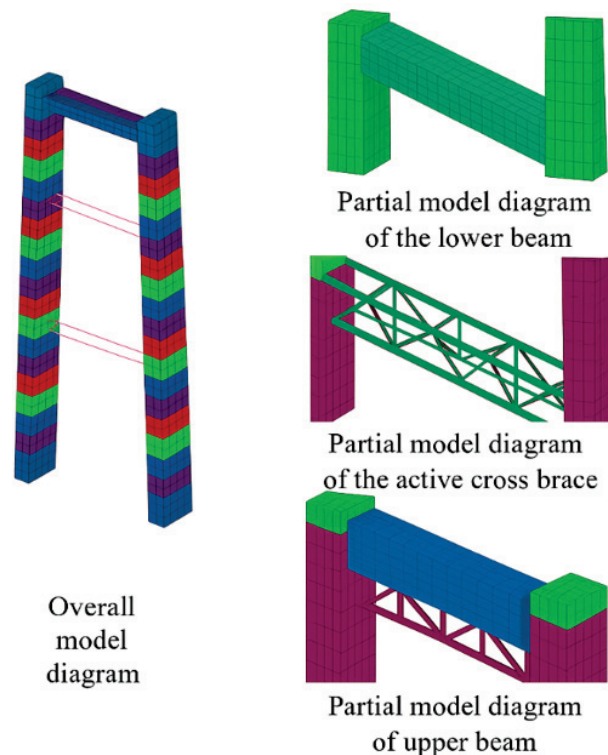 Partial model diagram
of the lower beam
Partial model diagram
of the active cross brace
Overall
model
diagram
Partial model diagram
of upper beam